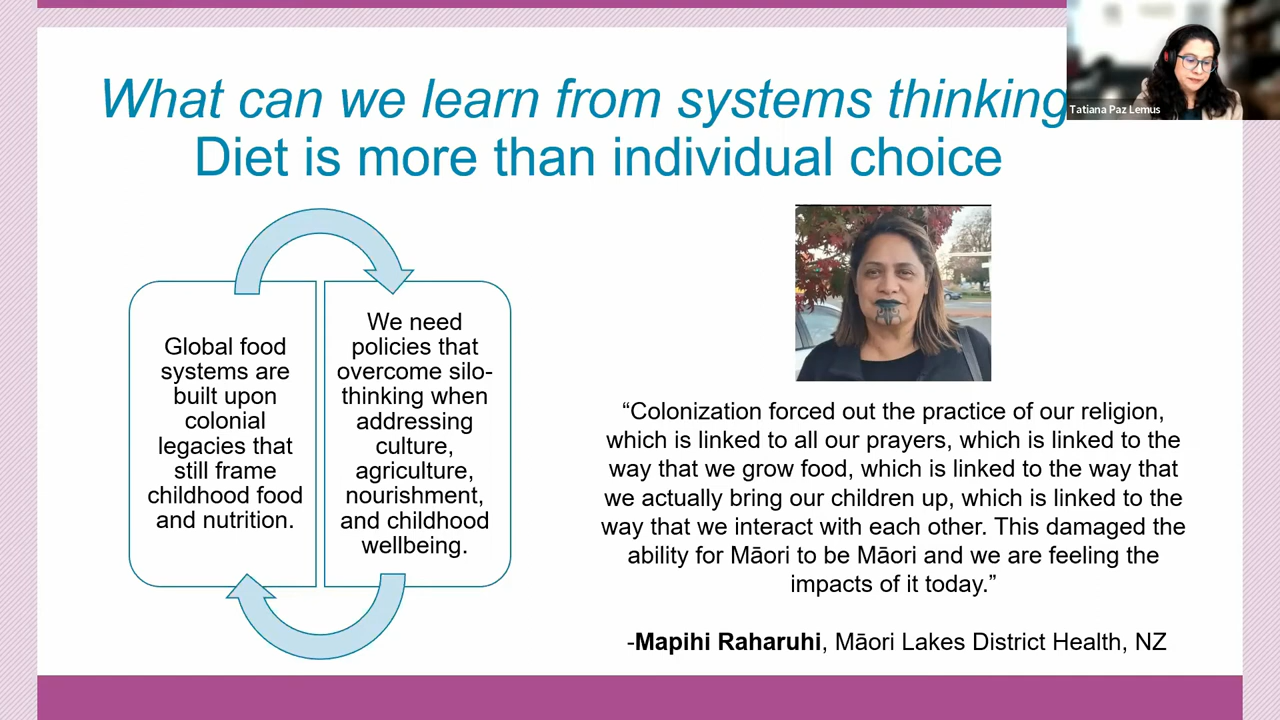 What can we learn from systems thinking
Diet is more than individual choice
Tatiana Paz Lemus
Global food
systems are
built upon
colonial
legacies that
still frame
childhood food
and nutrition.
We need
policies that
overcome silo-
thinking when
addressing
culture,
agriculture,
nourishment,
and childhood
wellbeing.
“Colonization forced out the practice of our religion,
which is linked to all our prayers, which is linked to the
way that we grow food, which is linked to the way that
we actually bring our children up, which is linked to the
way that we interact with each other. This damaged the
ability for Māori to be Māori and we are feeling the
impacts of it today.”
-Mapihi Raharuhi, Māori Lakes District Health, NZ